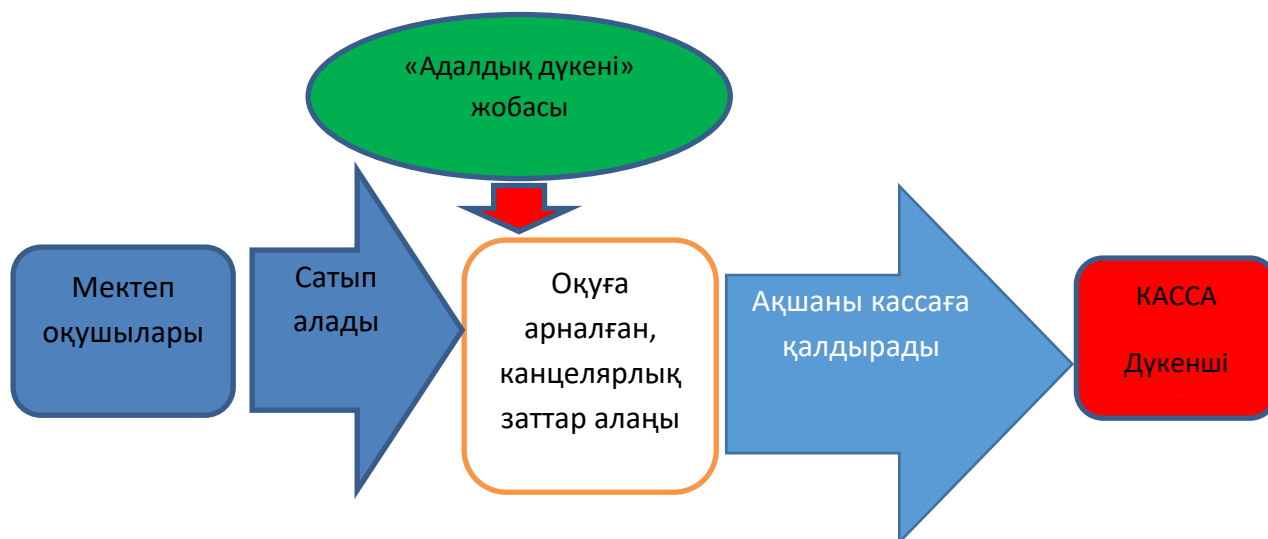 «Адалдық дүкені»
жобасы
Мектеп
оқушылары
Сатып
алады
Оқуға
арналған,
канцелярлық
заттар алаңы
Ақшаны кассаға
қалдырады
КАССА
Дүкенші